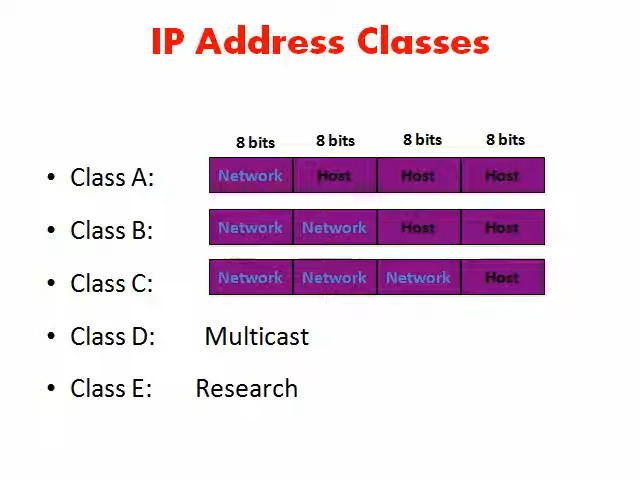 IP Address Classes
8 bits 8 bits 8 bits 8 bits
• Class A: Network Host Host Host
• Class B: Network Network Host Host
• Class C: Network Network Network Host
• Class D: Multicast
• Class E: Research